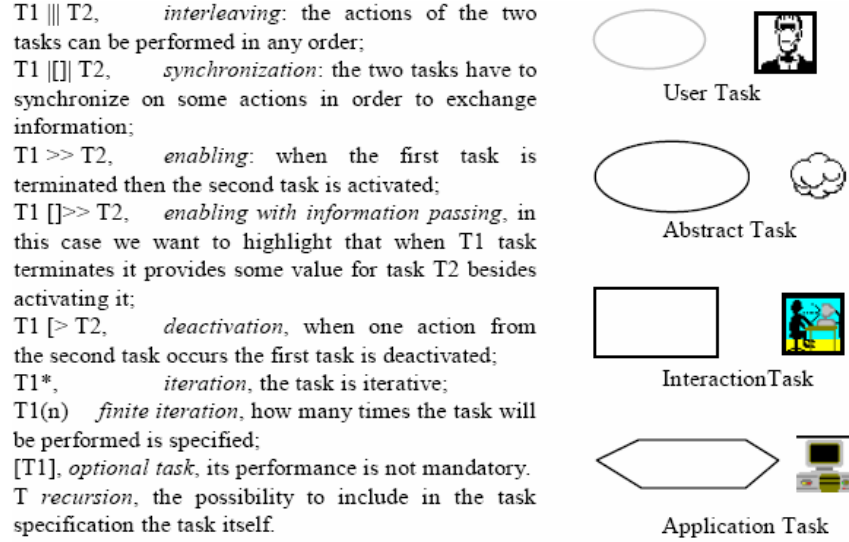 T1 ||| T2, interleaving: the actions of the two
tasks can be performed in any order;
T1 |[]| T2, synchronization: the two tasks have to
synchronize on some actions in order to exchange
information;
T1 >> T2, enabling: when the first task is
terminated then the second task is activated;
T1 []>> T2, enabling with information passing, in
this case we want to highlight that when T1 task
terminates it provides some value for task T2 besides
activating it;
T1 [> T2, deactivation, when one action from
the second task occurs the first task is deactivated;
T1*, iteration, the task is iterative;
T1(n) finite iteration, how many times the task will
be performed is specified;
[T1], optional task, its performance is not mandatory.
T recursion, the possibility to include in the task
specification the task itself.
User Task
Abstract Task
InteractionTask
Application Task